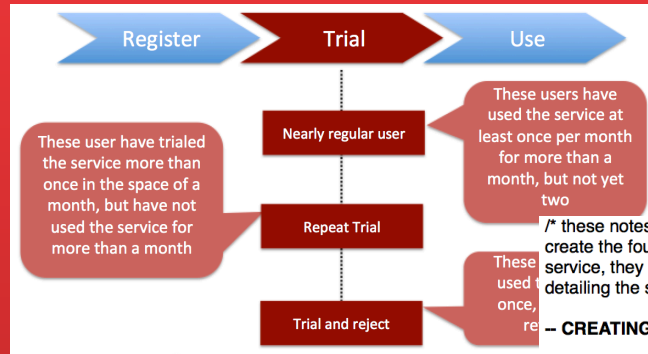 Register
Trial
Use
These users have
used the service at
least once per month
for more than a
month, but not yet
two
Nearly regular user
These user have trialed
the service more than
once in the space of a
month, but have not
used the service for
more than a month
Repeat Trial
These
used
once,
Trial and reject
/* these notes
create the
service, they
detailing the
-- CREATING